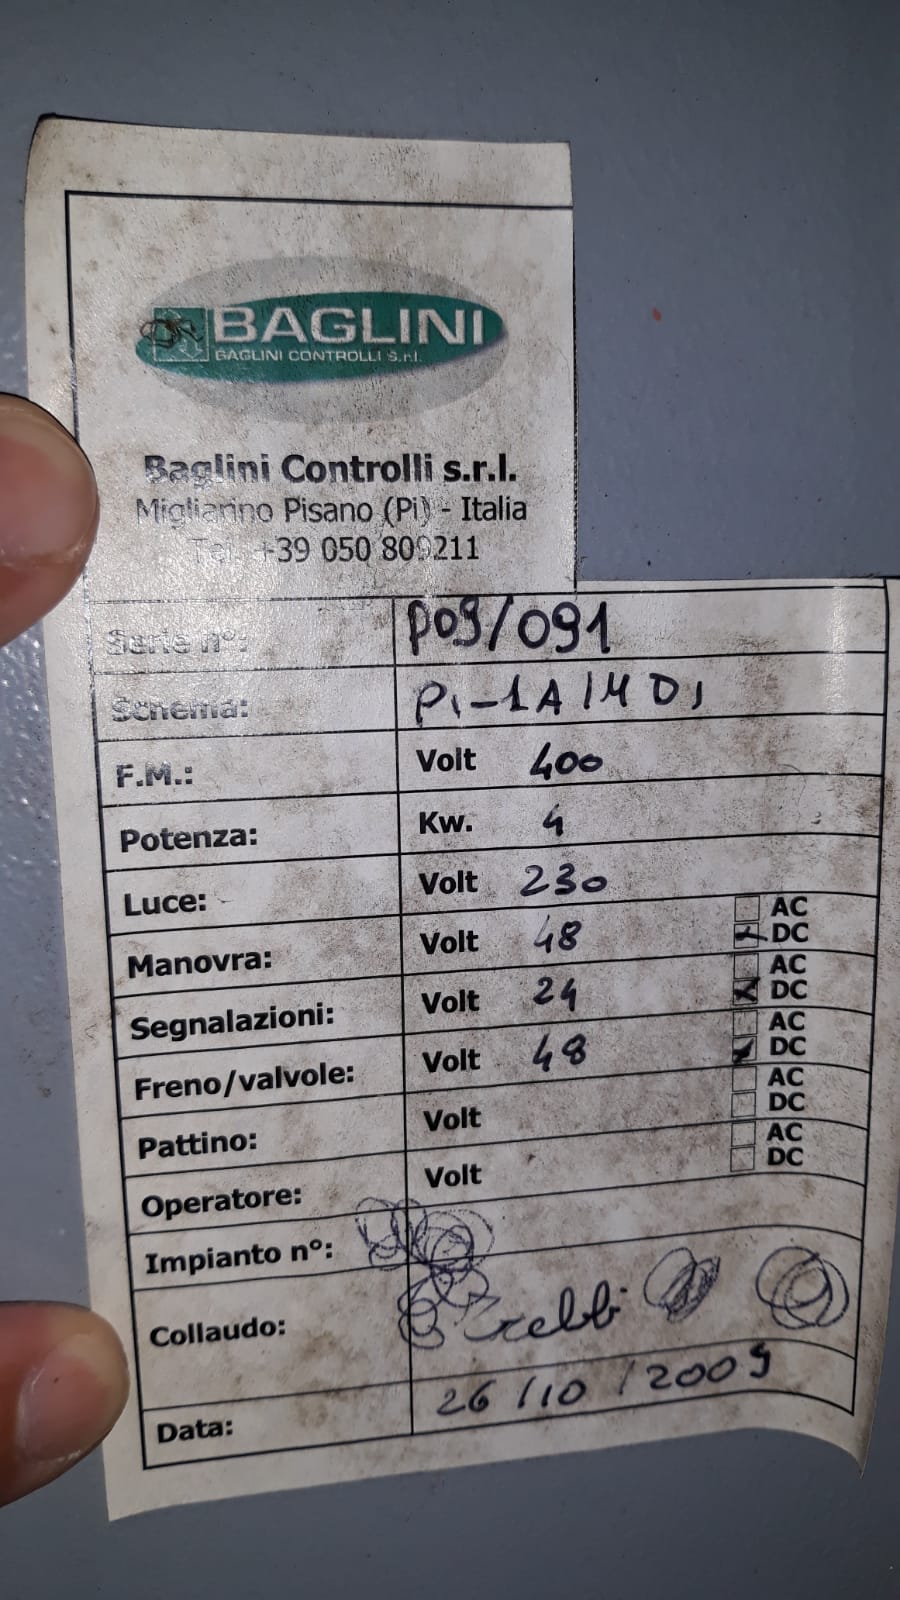 BAGLINI
BAGLINI CONTROLLI S.r.l.
Baglini Controlli s.r.l.
Migliarino Pisano (Pi) - Italia
Tel. +39 050 809211
Serie n°: P09/091
Schema:
F.M.: Volt 400
Potenza: Kw. 4
Luce: Volt 230
Manovra: Volt 48 AC DC
Segnalazioni: Volt 24 AC DC
Freno/valvole: Volt 48 AC DC
Pattino: Volt AC DC
Operatore: Volt AC DC
Impianto n°:
Collaudo:
Data: 26/10/2009